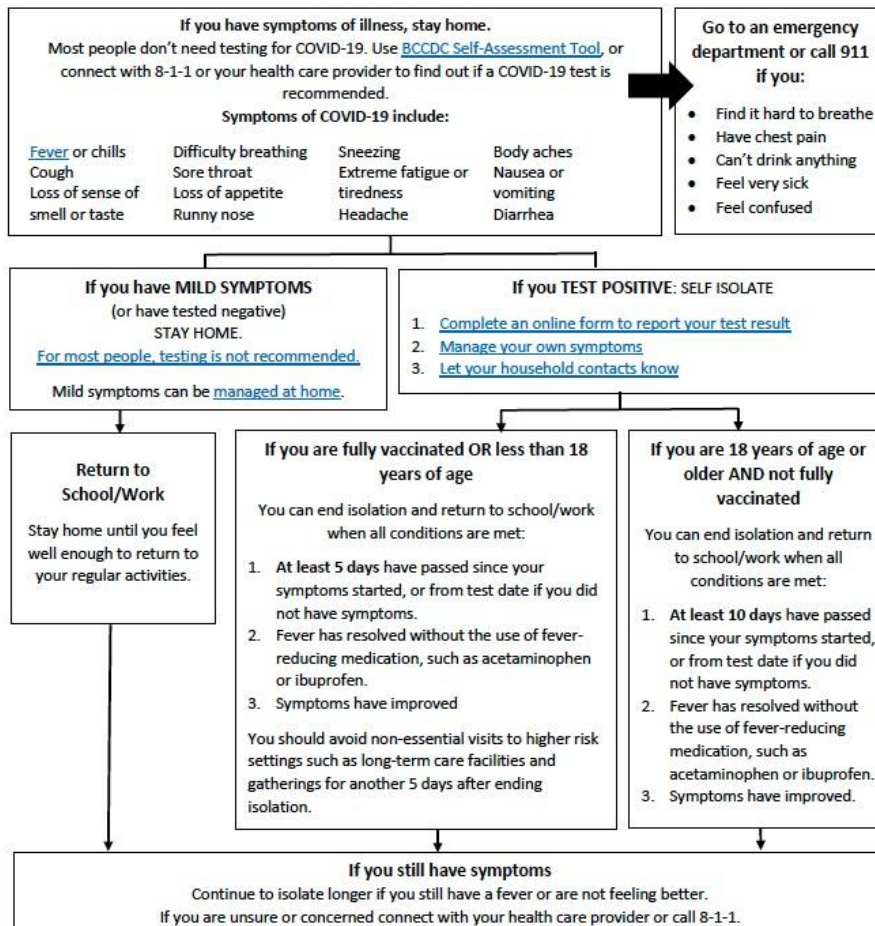 If you have symptoms of illness, stay home.
Most people don't need testing for COVID-19. Use BCCDC Self-Assessment Tool, or
connect with 8-1-1 or your health care provider to find out if a COVID-19 test is
recommended.
Symptoms of COVID-19 include:
Fever or chills
Cough
Loss of sense of
smell or taste
Difficulty breathing
Sore throat
Loss of appetite
Runny nose
Sneezing
Extreme fatigue or
tiredness
Headache
Body aches
Nausea or
vomiting
Diarrhea
Go to an emergency
department or call 911
if you:
• Find it hard to breathe
• Have chest pain
• Can't drink anything
• Feel very sick
• Feel confused
If you have MILD SYMPTOMS
(or have tested negative)
STAY HOME.
For most people, testing is not recommended.
Mild symptoms can be managed at home.
If you TEST POSITIVE: SELF ISOLATE
1. Complete an online form to report your test result
2. Manage your own symptoms
3. Let your household contacts know
Return to
School/Work
Stay home until you feel
well enough to return to
your regular activities.
If you are fully vaccinated OR less than 18
years of age
You can end isolation and return to school/work
when all conditions are met:
1. At least 5 days have passed since your
symptoms started, or from test date if you did
not have symptoms.
2. Fever has resolved without the use of fever-
reducing medication, such as acetaminophen
or ibuprofen.
3. Symptoms have improved
You should avoid non-essential visits to higher risk
settings such as long-term care facilities and
gatherings for another 5 days after ending
isolation.
If you are 18 years of age or
older AND not fully
vaccinated
You can end isolation and return
to school/work when all
conditions are met:
1. At least 10 days have passed
since your symptoms started,
or from test date if you did
not have symptoms.
2. Fever has resolved without
the use of fever-reducing
medication, such as
acetaminophen or ibuprofen.
3. Symptoms have improved.
If you still have symptoms
Continue to isolate longer if you still have a fever or are not feeling better.
If you are unsure or concerned connect with your health care provider or call 8-1-1.